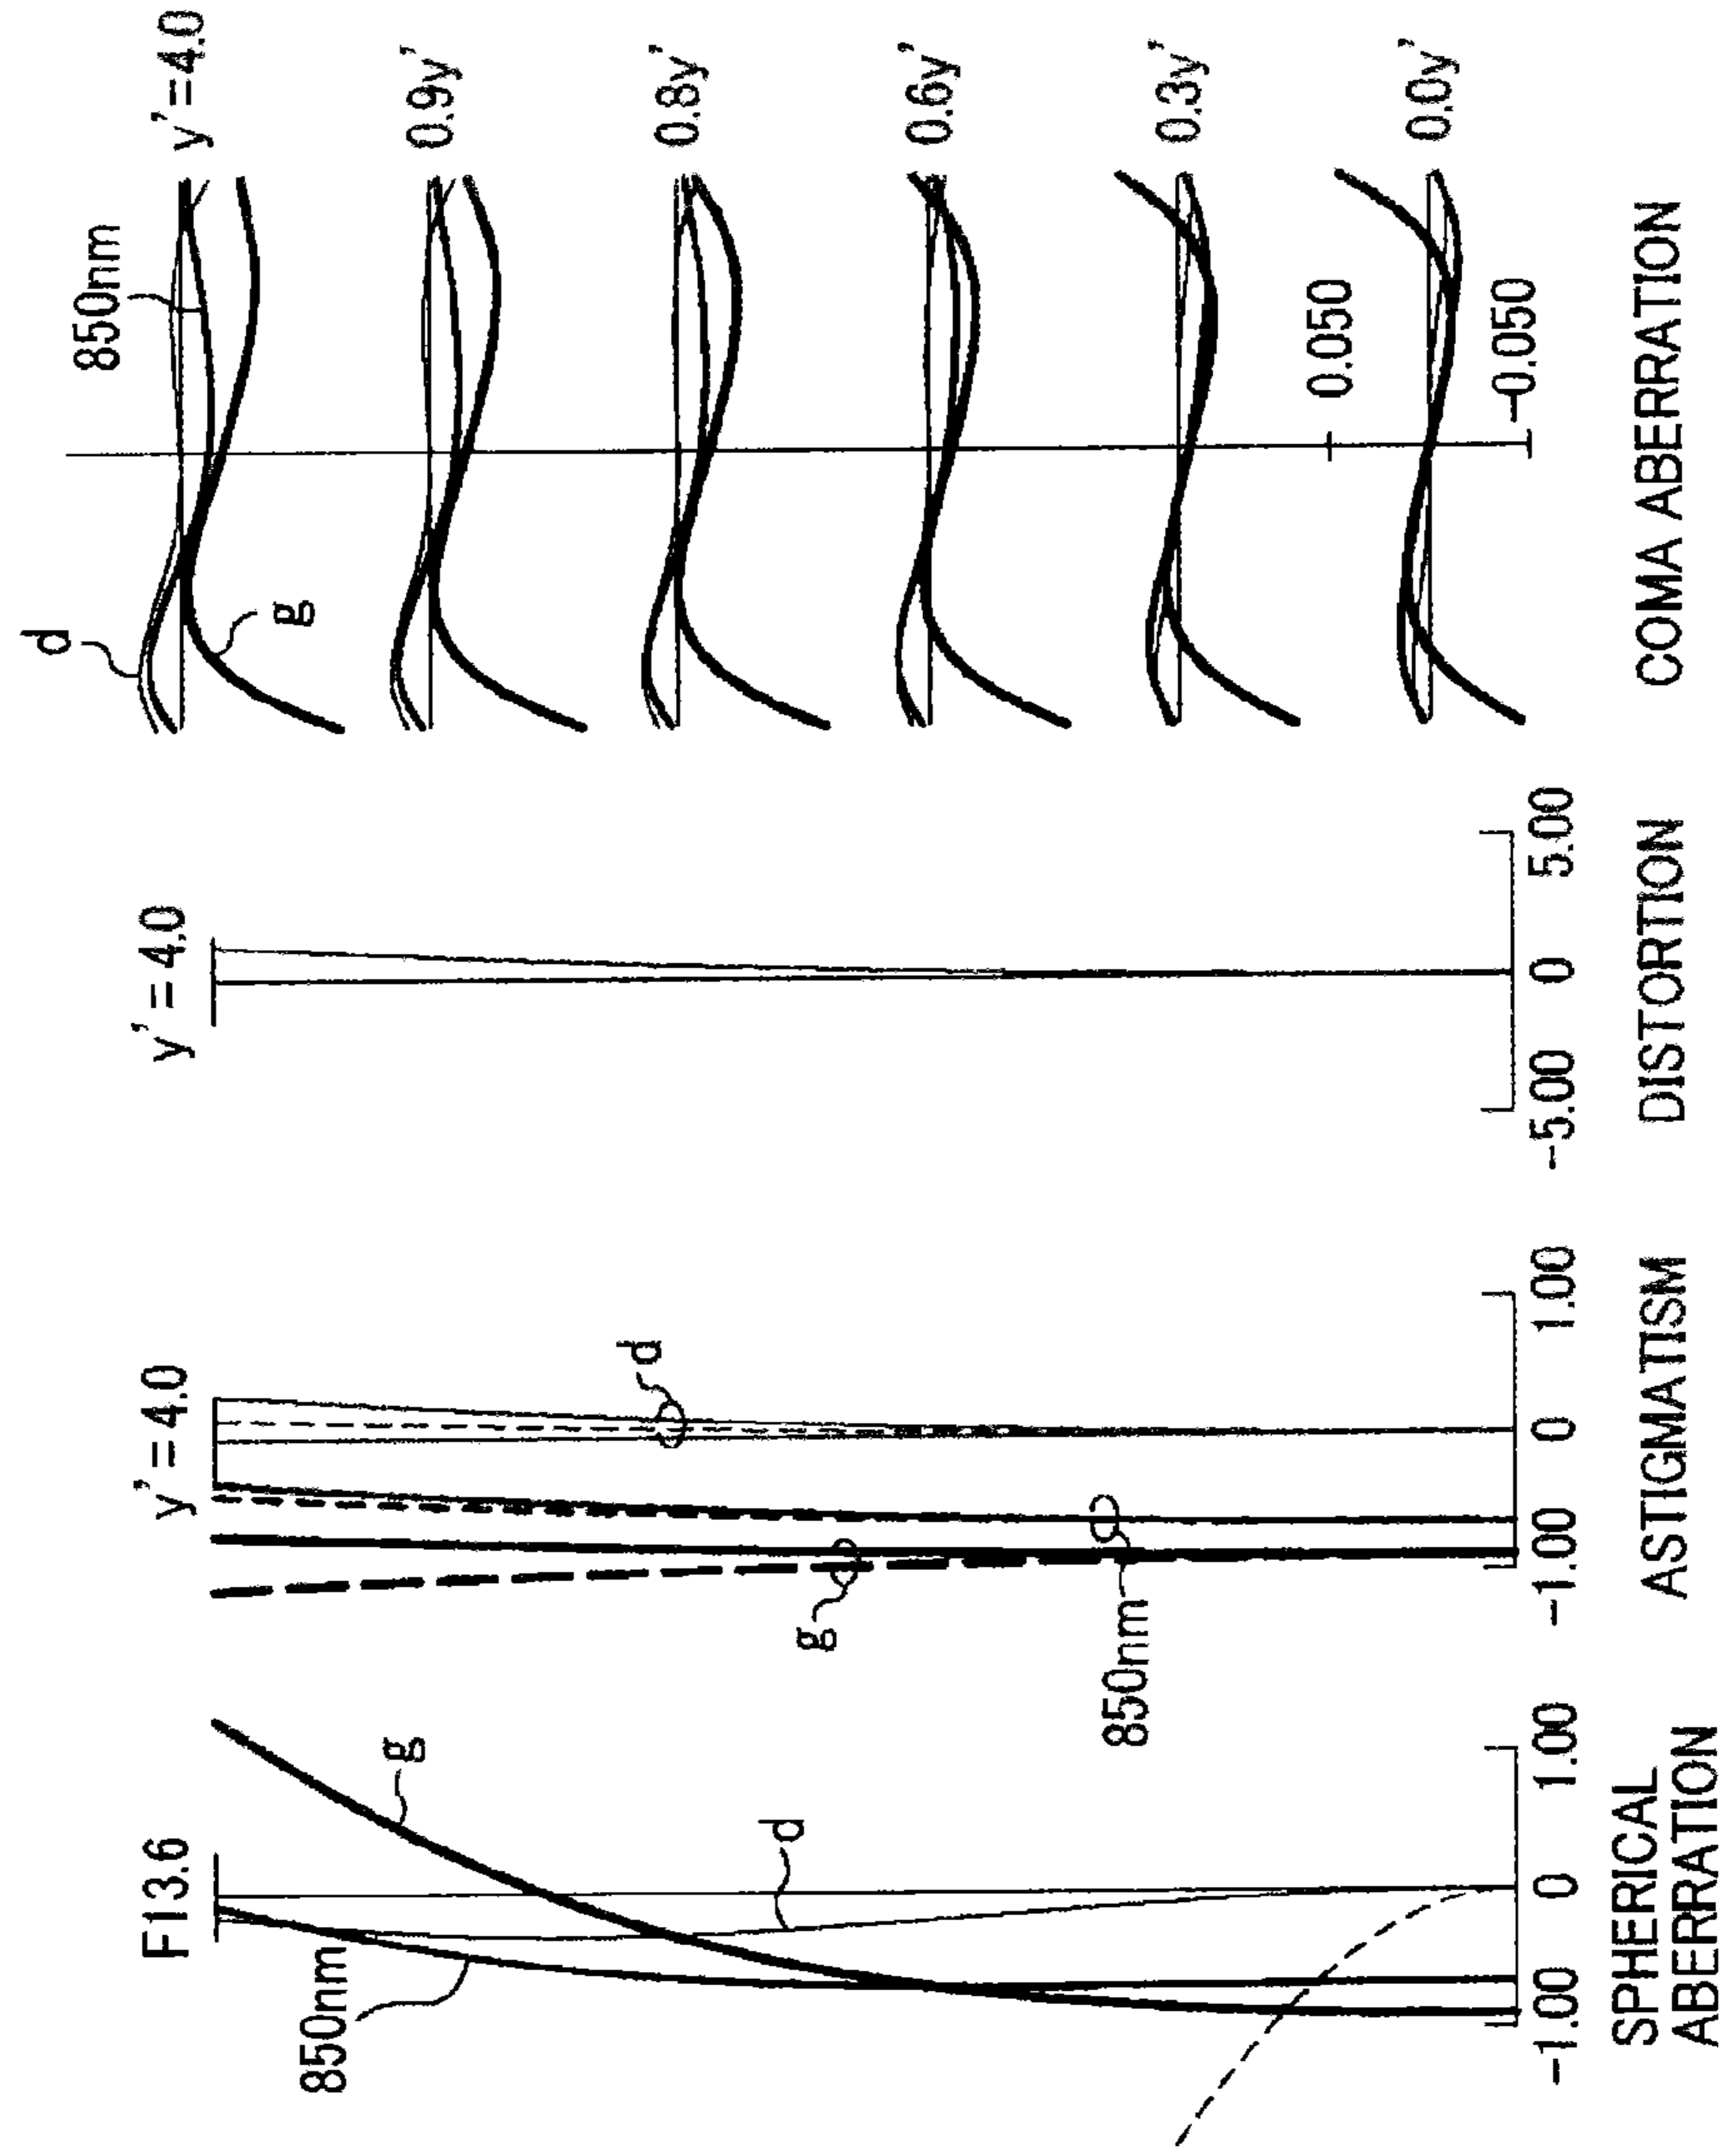 F13.6
850nm
g
d
-1.00
0
1.00
SPHERICAL
ABERRATION
y' = 4.0
d
g
850nm
-1.00
0
1.00
ASTIGMATISM
y' = 4.0
-5.00
0
5.00
DISTORTION
d
850nm
g
y' = 4.0
0.9y'
0.8y'
0.6y'
0.3y'
0.0y'
0.050
-0.050
COMA ABERRATION